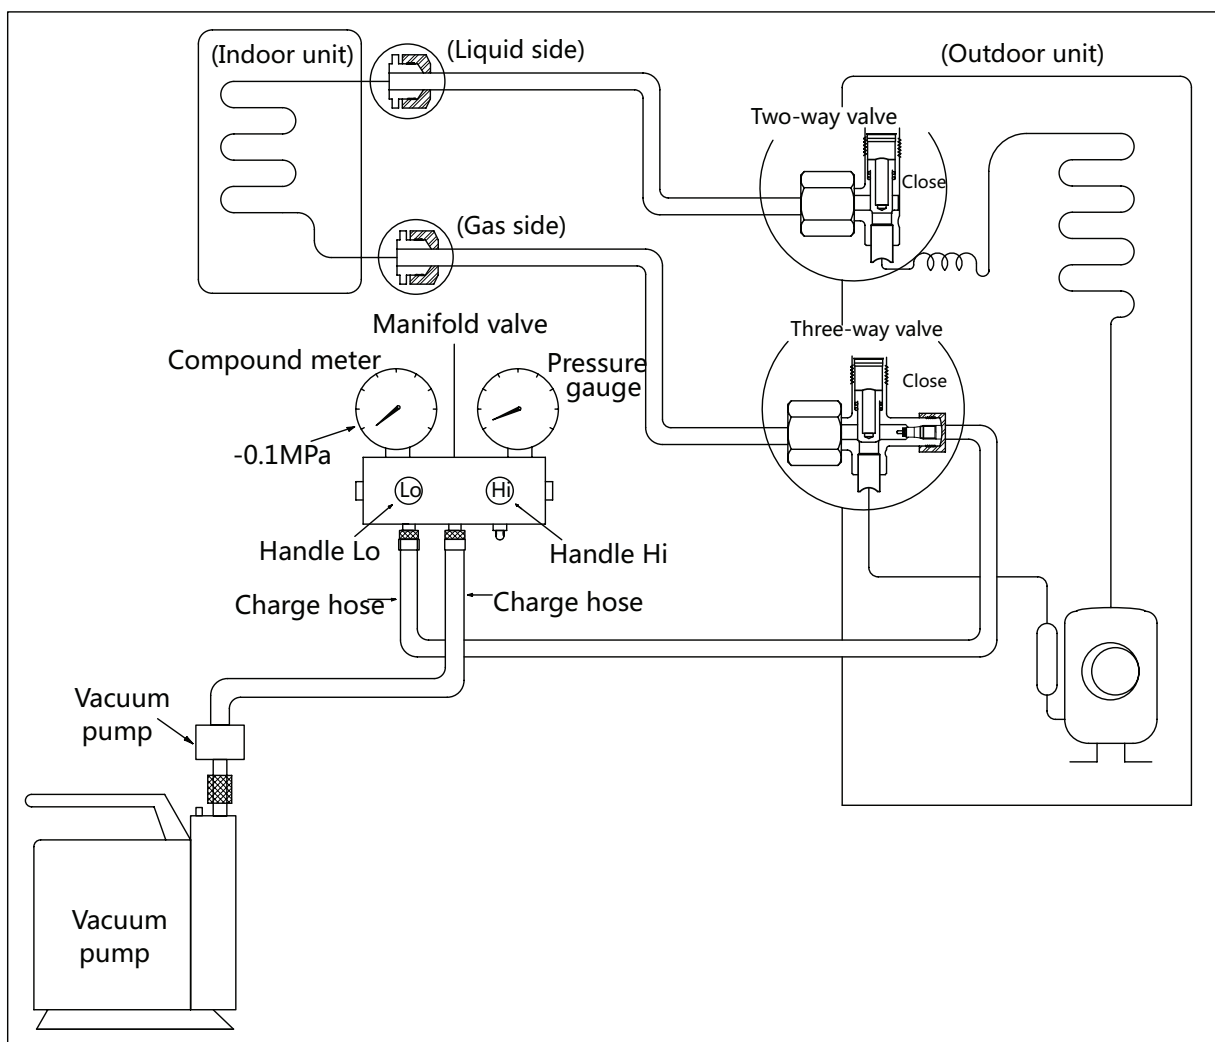 (Indoor unit)
(Liquid side)
(Outdoor unit)
Two-way valve
Close
(Gas side)
Manifold valve
Three-way valve
Compound meter
Pressure
gauge
Close
-0.1MPa
Lo
Hi
Handle Lo
Handle Hi
Charge hose
Charge hose
Vacuum
pump
Vacuum
pump